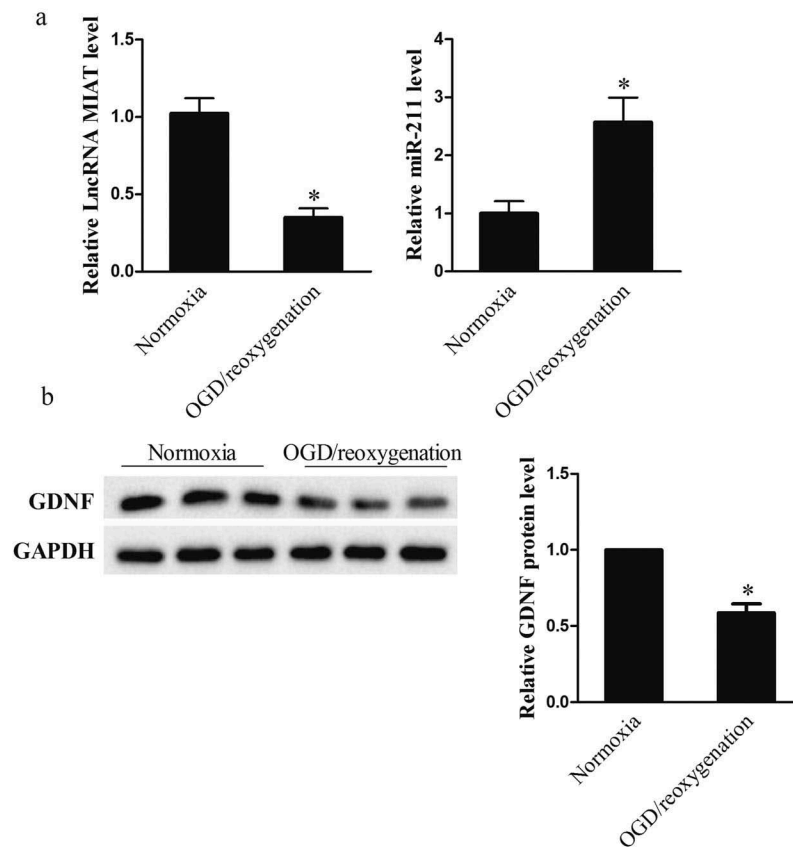 a
Relative LncRNA MIAT level
1.5
1.0
0.5
0.0
*
Normoxia
OGD/reoxygenation
Relative miR-211 level
4
3
2
1
0
*
Normoxia
OGD/reoxygenation
b
Normoxia
OGD/reoxygenation
GDNF
GAPDH
Relative GDNF protein level
1.5
1.0
0.5
0.0
*
Normoxia
OGD/reoxygenation